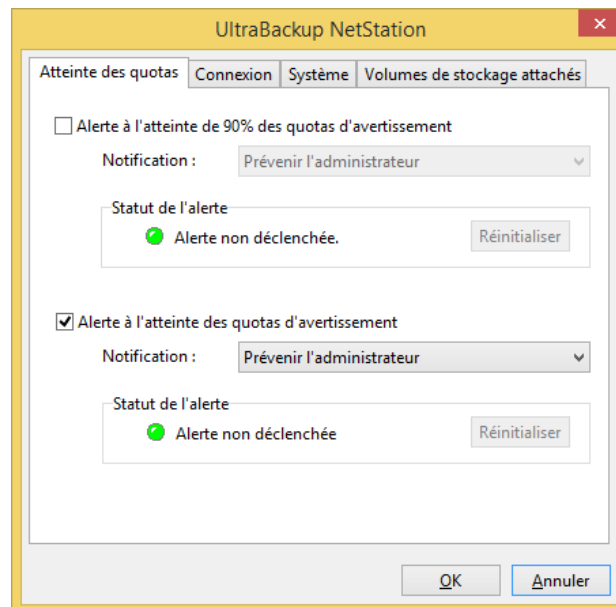 UltraBackup NetStation
Atteinte des quotas Connexion Système Volumes de stockage attachés
Alerte à l'atteinte de 90% des quotas d'avertissement
Notification : Prévenir l'administrateur
Statut de l'alerte
Alerte non déclenchée. Réinitialiser
Alerte à l'atteinte des quotas d'avertissement
Notification : Prévenir l'administrateur
Statut de l'alerte
Alerte non déclenchée Réinitialiser
OK Annuler